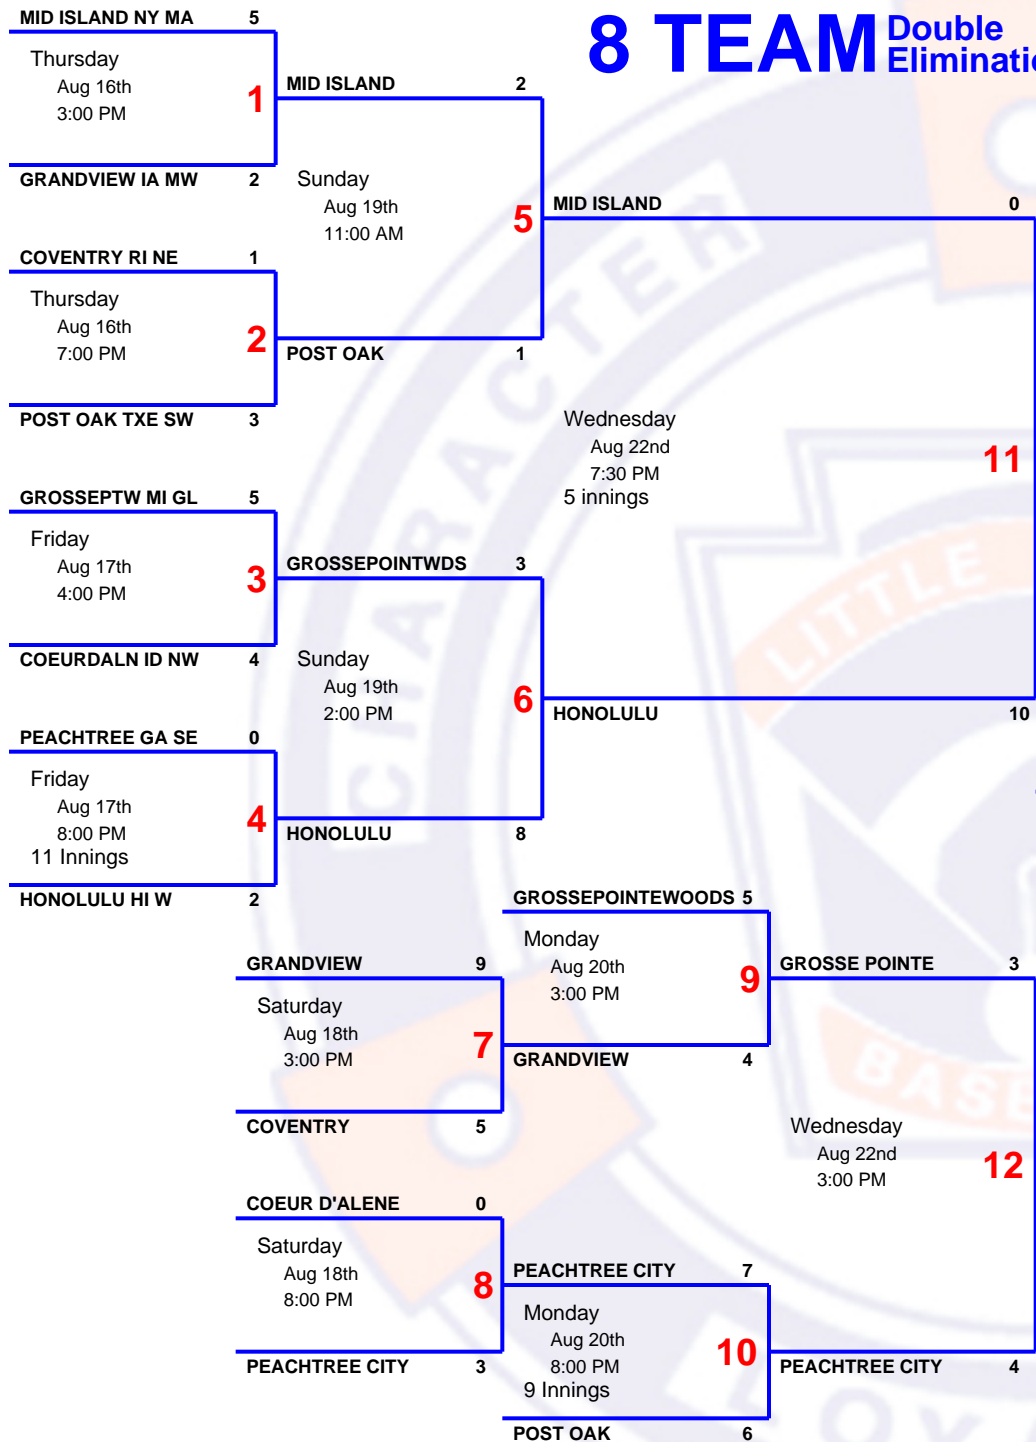 8 TEAM Double
Eliminatio
MID ISLAND NY MA 5
Thursday
Aug 16th
3:00 PM
1
GRANDVIEW IA MW 2
MID ISLAND 2
Sunday
Aug 19th
11:00 AM
5
COVENTRY RI NE 1
Thursday
Aug 16th
7:00 PM
2
POST OAK TXE SW 3
POST OAK 1
MID ISLAND 0
Wednesday
Aug 22nd
7:30 PM
5 innings
11
GROSSEPTW MI GL 5
Friday
Aug 17th
4:00 PM
3
COEURDALN ID NW 4
GROSSEPOINTWDS 3
Sunday
Aug 19th
2:00 PM
6
HONOLULU 10
PEACHTREE GA SE 0
Friday
Aug 17th
8:00 PM
11 Innings
4
HONOLULU HI W 2
HONOLULU 8
GROSSEPOINTEWOODS 5
Monday
Aug 20th
3:00 PM
9
GRANDVIEW 9
Saturday
Aug 18th
3:00 PM
7
COVENTRY 5
GRANDVIEW 4
GROSSE POINTE 3
Wednesday
Aug 22nd
3:00 PM
12
COEUR D'ALENE 0
Saturday
Aug 18th
8:00 PM
8
PEACHTREE CITY 3
PEACHTREE CITY 7
Monday
Aug 20th
8:00 PM
9 Innings
10
POST OAK 6
PEACHTREE CITY 4
CHARACTER
LITTLE
BASE
LOY